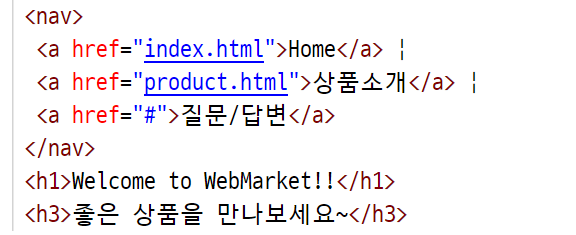 <nav>
<a href="index.html">Home</a> |
<a href="product.html">상품소개</a> |
<a href="#">질문/답변</a>
</nav>
<h1>Welcome to WebMarket!!</h1>
<h3>좋은 상품을 만나보세요~</h3>